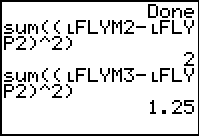 Done
sum((ʟFLYM2-ʟFLY
P2)^2)
2
sum((ʟFLYM3-ʟFLY
P2)^2)
1.25